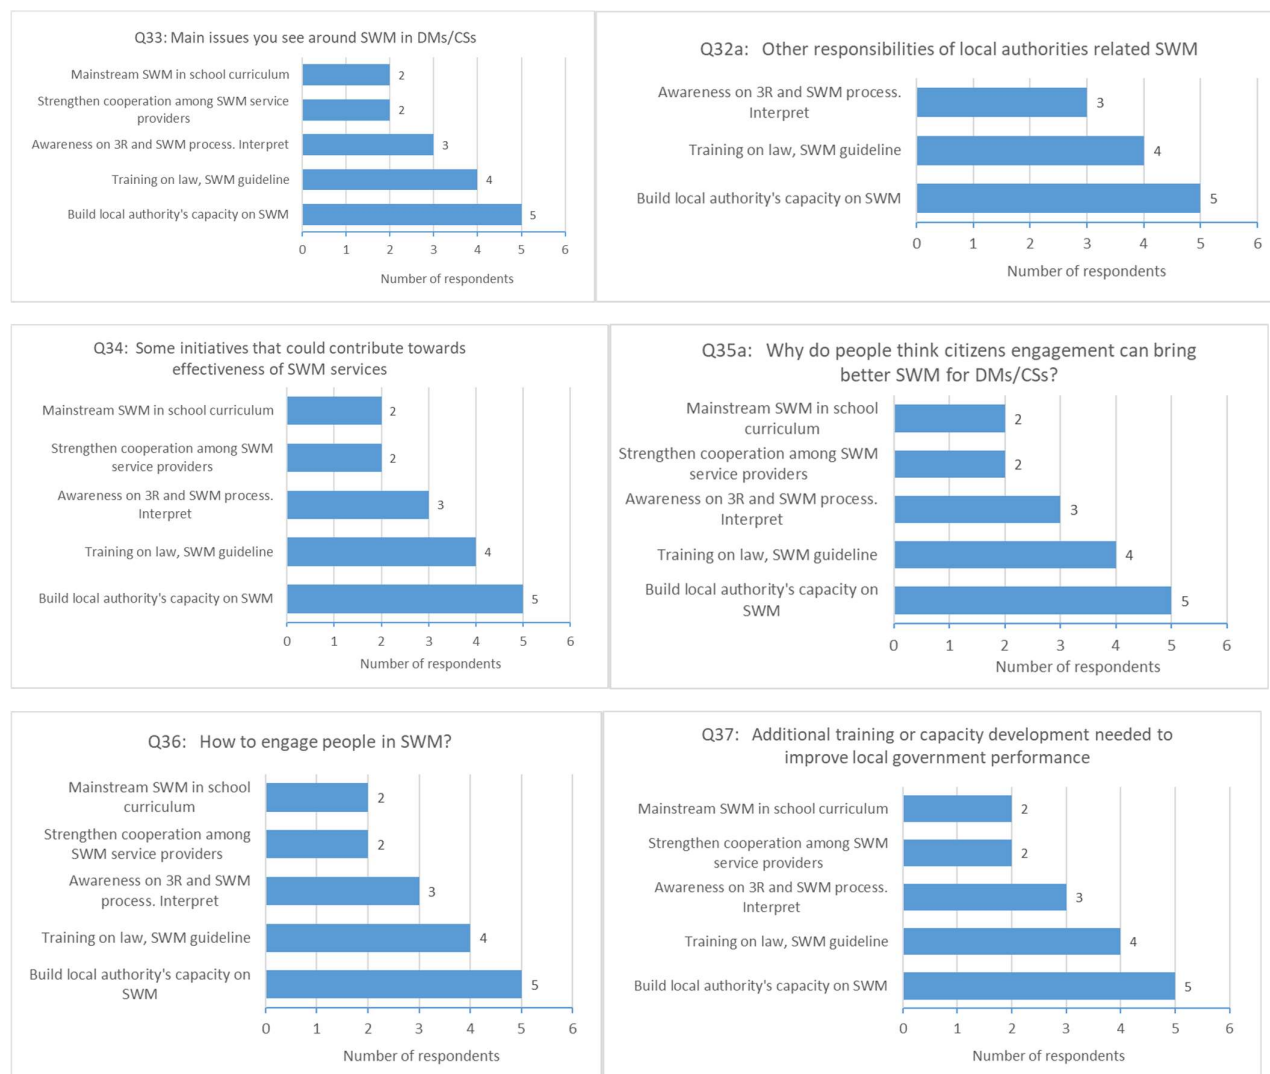 Q33: Main issues you see around SWM in DMs/CSs
Mainstream SWM in school curriculum
2
Strengthen cooperation among SWM service
providers
2
Awareness on 3R and SWM process. Interpret
3
Training on law, SWM guideline
4
Build local authority's capacity on SWM
5
0 1 2 3 4 5 6
Number of respondents
Q32a: Other responsibilities of local authorities related SWM
Awareness on 3R and SWM process.
Interpret
3
Training on law, SWM guideline
4
Build local authority's capacity on SWM
5
0 1 2 3 4 5 6
Number of respondents
Q34: Some initiatives that could contribute towards
effectiveness of SWM services
Mainstream SWM in school curriculum
2
Strengthen cooperation among SWM
service providers
2
Awareness on 3R and SWM process.
Interpret
3
Training on law, SWM guideline
4
Build local authority's capacity on SWM
5
0 1 2 3 4 5 6
Number of respondents
Q35a: Why do people think citizens engagement can bring
better SWM for DMs/CSs?
Mainstream SWM in school
curriculum
2
Strengthen cooperation among SWM
service providers
2
Awareness on 3R and SWM process.
Interpret
3
Training on law, SWM guideline
4
Build local authority's capacity on
SWM
5
0 1 2 3 4 5 6
Number of respondents
Q36: How to engage people in SWM?
Mainstream SWM in school
curriculum
2
Strengthen cooperation among
SWM service providers
2
Awareness on 3R and SWM
process. Interpret
3
Training on law, SWM guideline
4
Build local authority's capacity on
SWM
5
0 1 2 3 4 5 6
Number of respondents
Q37: Additional training or capacity development needed to
improve local government performance
Mainstream SWM in school curriculum
2
Strengthen cooperation among SWM
service providers
2
Awareness on 3R and SWM process.
Interpret
3
Training on law, SWM guideline
4
Build local authority's capacity on SWM
5
0 1 2 3 4 5 6
Number of respondents